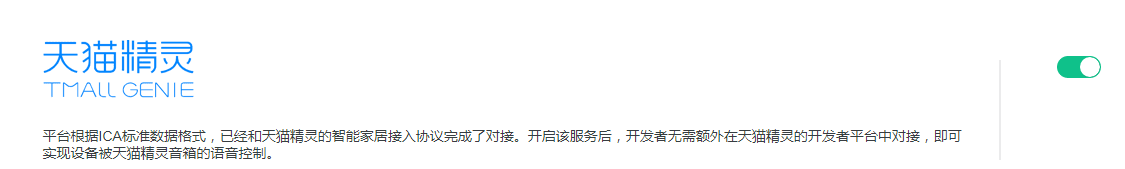 天猫精灵
TMALL GENIE
平台根据ICA标准数据格式，已经和天猫精灵的智能家居接入协议完成了对接。开启该服务后，开发者无需额外在天猫精灵的开发者平台中对接，即可
实现设备被天猫精灵音箱的语音控制。